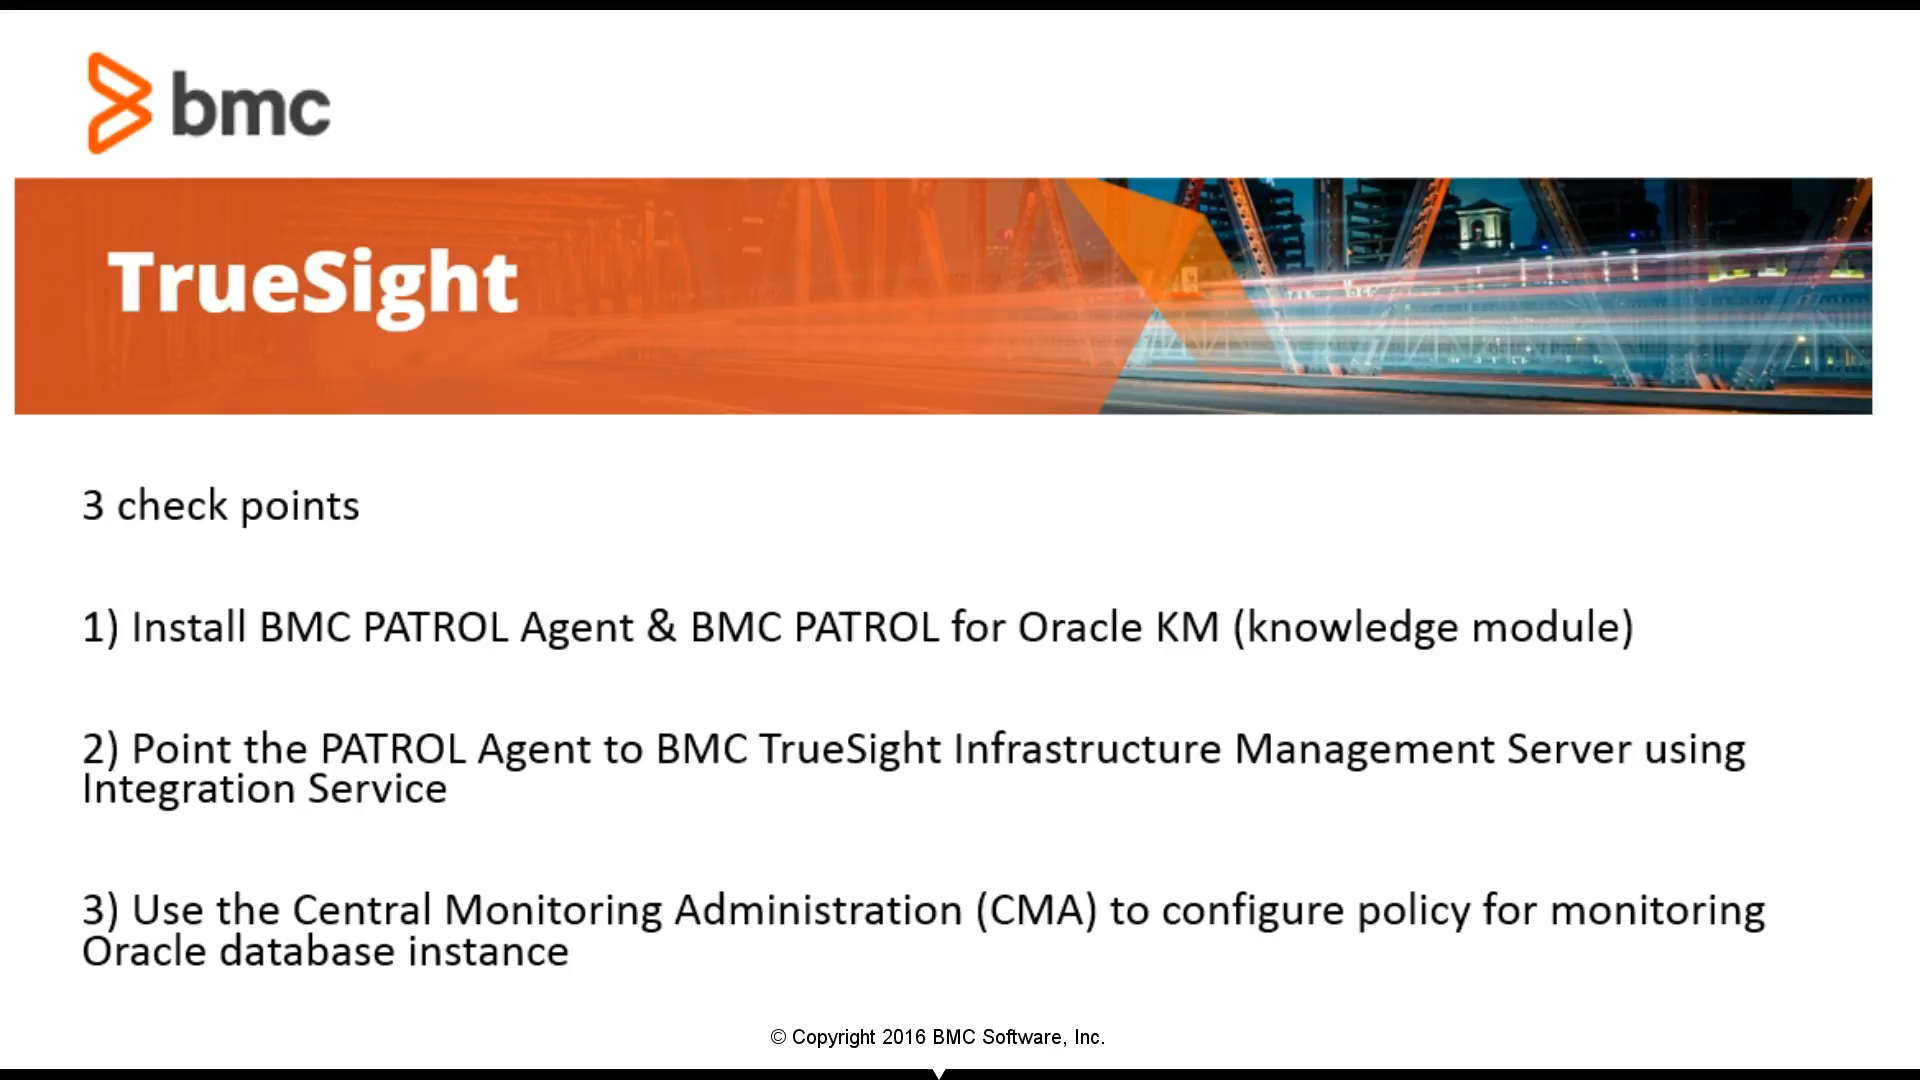 bmc
TrueSight
3 check points
1) Install BMC PATROL Agent & BMC PATROL for Oracle KM (knowledge module)
2) Point the PATROL Agent to BMC TrueSight Infrastructure Management Server using
Integration Service
3) Use the Central Monitoring Administration (CMA) to configure policy for monitoring
Oracle database instance
© Copyright 2016 BMC Software, Inc.